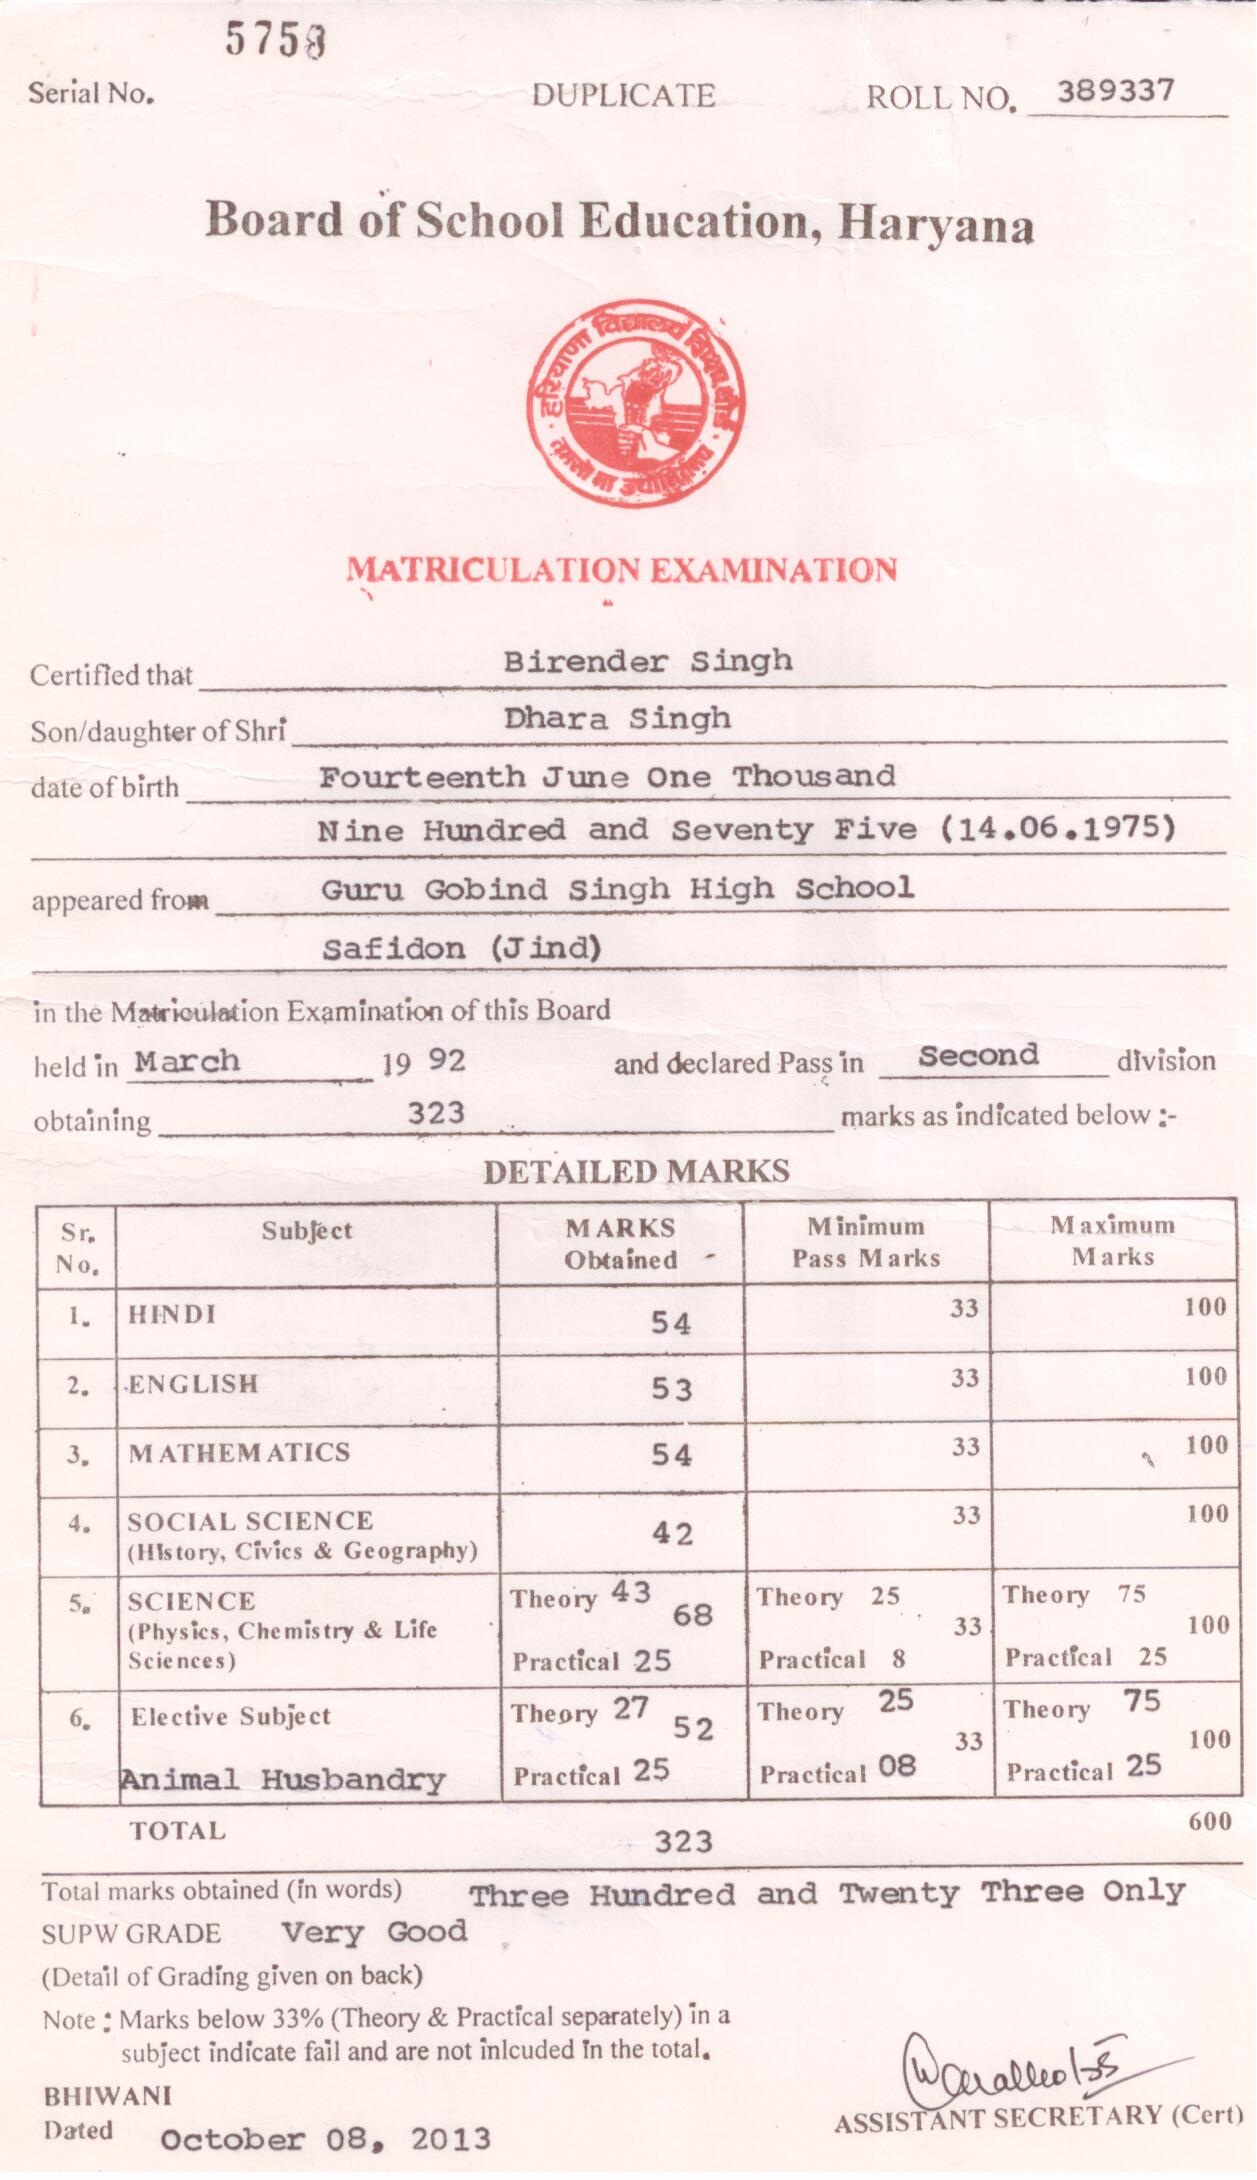 5758
Serial No. DUPLICATE ROLL NO. 389337
Board of School Education, Haryana
हरियाणा विद्यालय शिक्षा बोर्ड
तमसो मा ज्योतिर्गमय
MATRICULATION EXAMINATION
Certified that Birender Singh
Son/daughter of Shri Dhara Singh
date of birth Fourteenth June One Thousand
Nine Hundred and Seventy Five (14.06.1975)
appeared from Guru Gobind Singh High School
Safidon (Jind)
in the Matriculation Examination of this Board
held in March 19 92 and declared Pass in Second division
obtaining 323 marks as indicated below :-
DETAILED MARKS
Sr. No. Subject MARKS Obtained Minimum Pass Marks Maximum Marks
1. HINDI 54 33 100
2. ENGLISH 53 33 100
3. MATHEMATICS 54 33 100
4. SOCIAL SCIENCE 42 33 100
(History, Civics & Geography)
5. SCIENCE Theory 43 68 Theory 25 33 Theory 75 100
(Physics, Chemistry & Life
Sciences) Practical 25 Practical 8 Practical 25
6. Elective Subject Theory 27 52 Theory 25 33 Theory 75 100
Animal Husbandry Practical 25 Practical 08 Practical 25
TOTAL 323 600
Total marks obtained (in words) Three Hundred and Twenty Three Only
SUPW GRADE Very Good
(Detail of Grading given on back)
Note : Marks below 33% (Theory & Practical separately) in a
subject indicate fail and are not inlcuded in the total.
BHIWANI
ASSISTANT SECRETARY (Cert)
Dated October 08, 2013